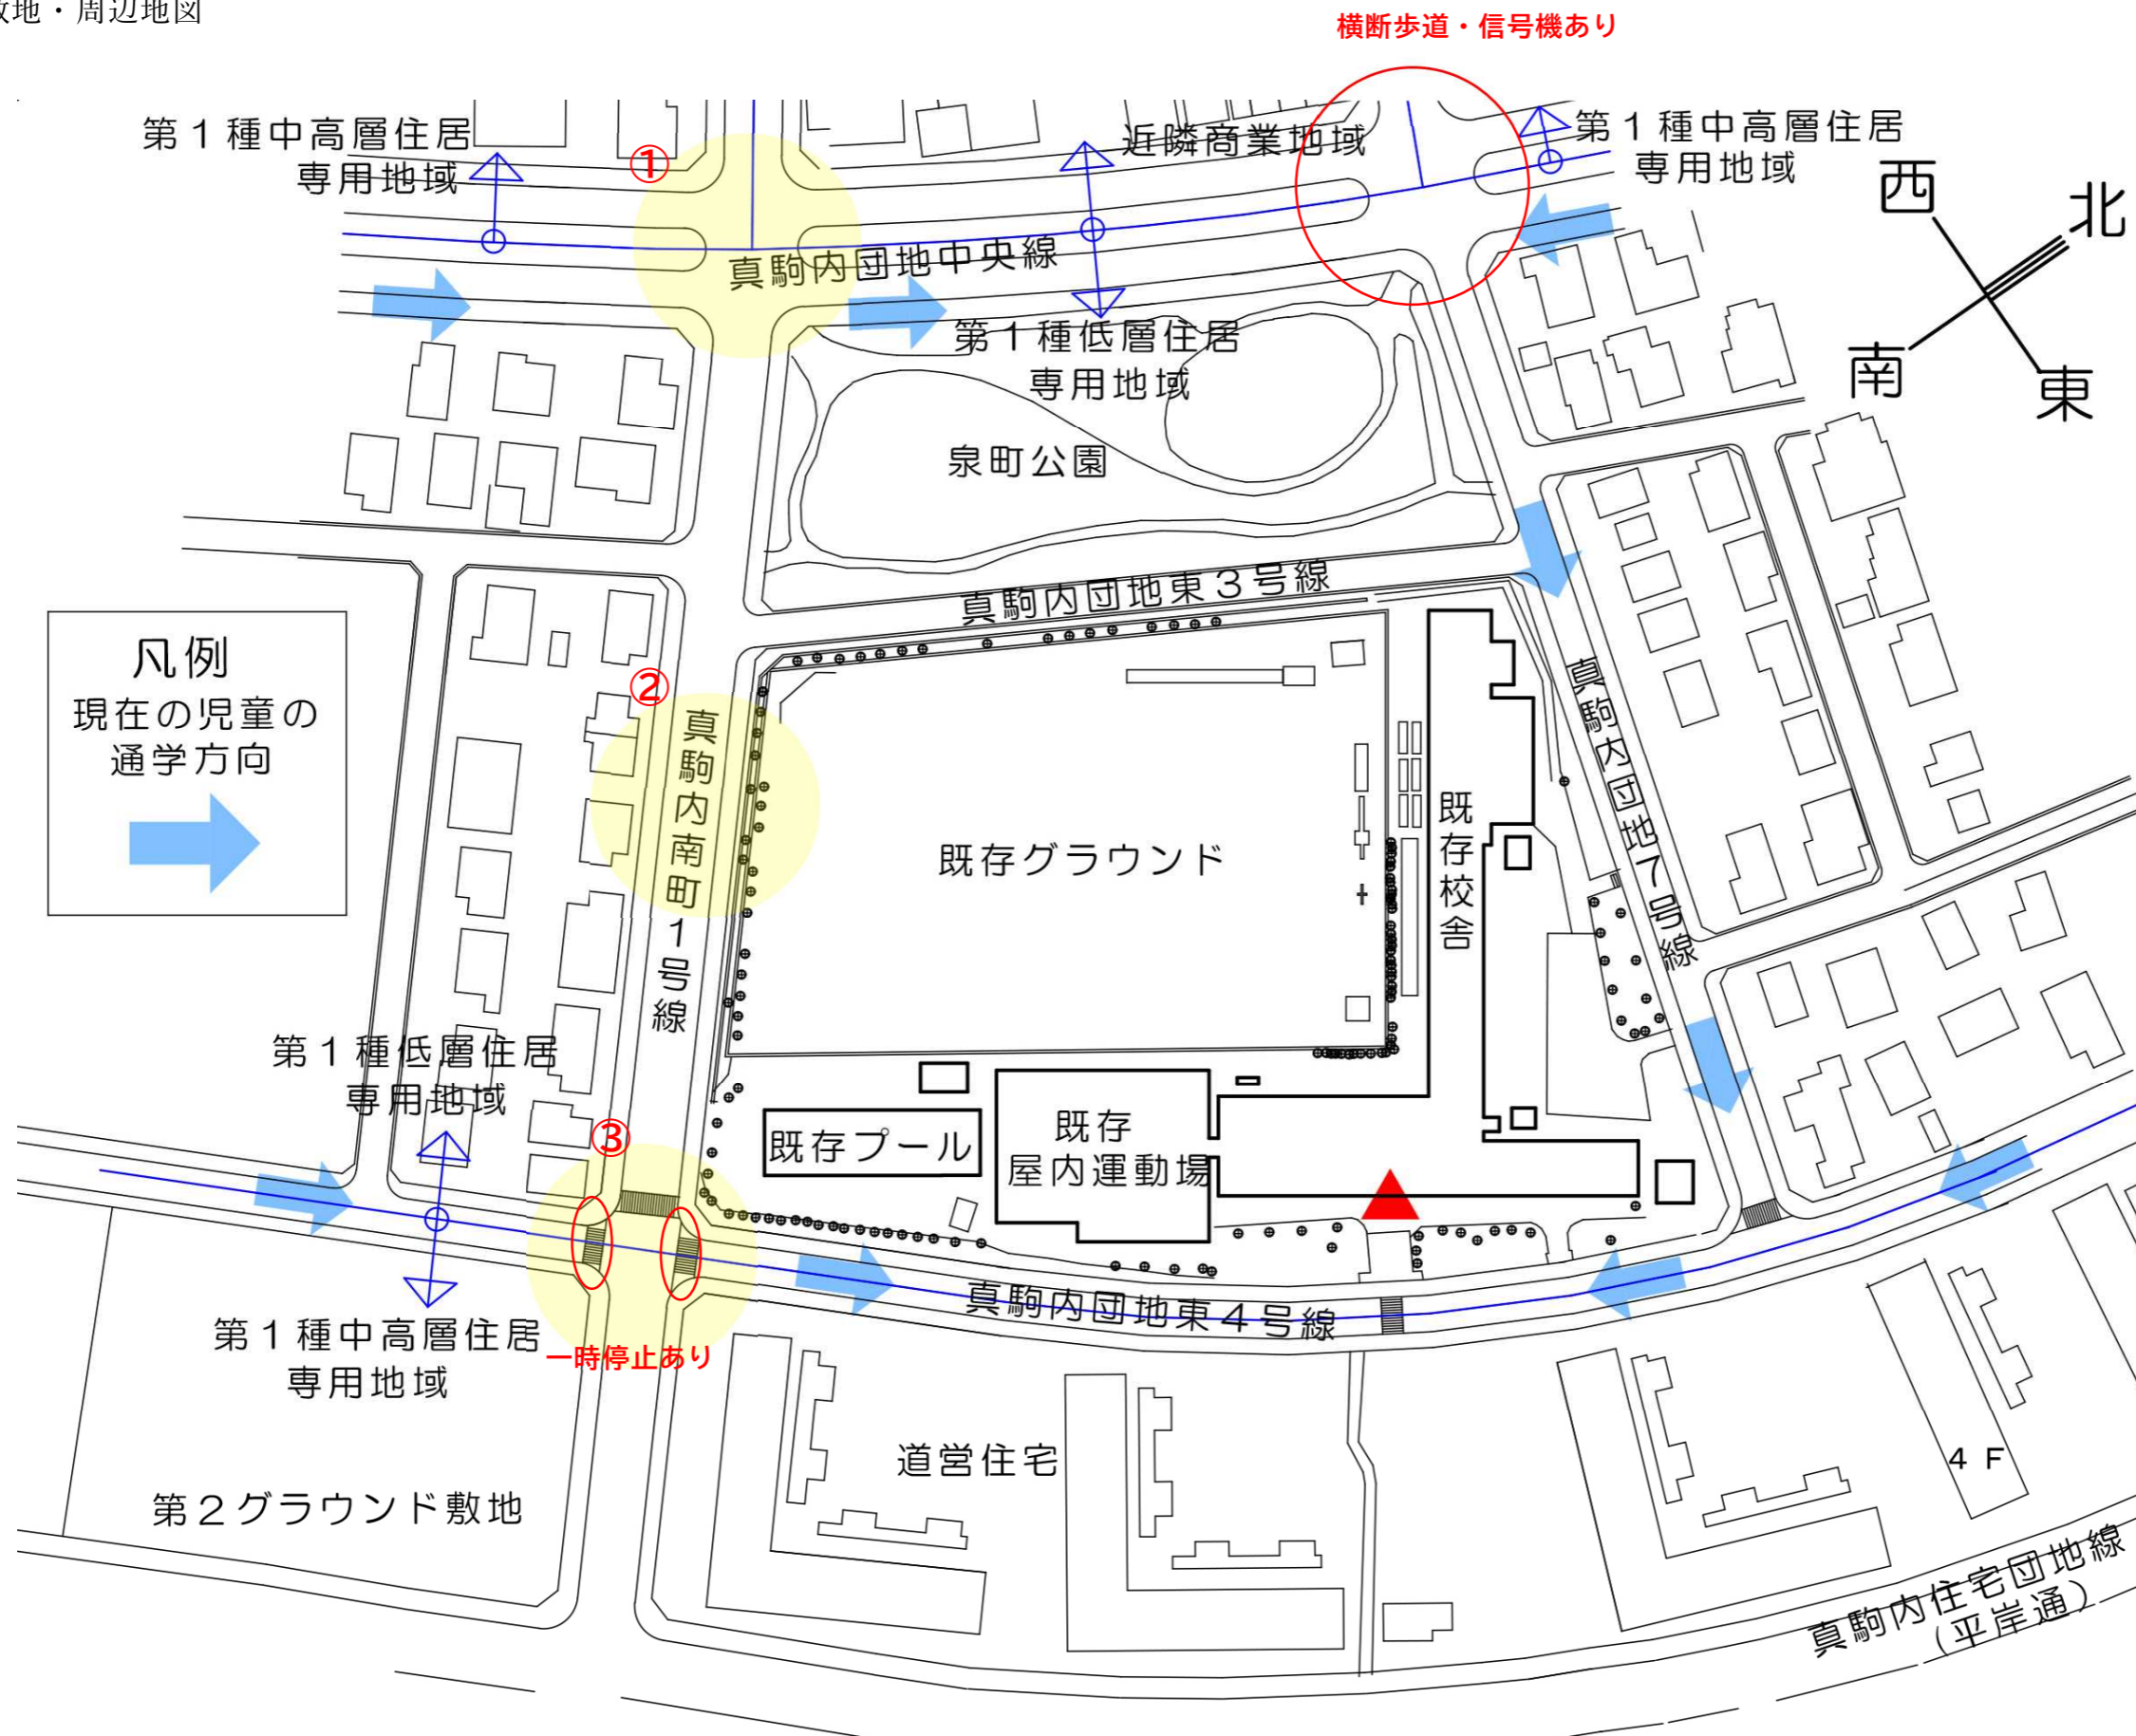 敷地・周辺地図
横断歩道・信号機あり
第１種中高層住居
専用地域
①
近隣商業地域
第１種中高層住居
専用地域
西
北
南
東
真駒内団地中央線
第１種低層住居
専用地域
泉町公園
真駒内団地東３号線
凡例
現在の児童の
通学方向
②
真駒内南町１号線
既存グラウンド
既存校舎
真駒内団地７号線
第１種低層住居
専用地域
③
既存プール
既存
屋内運動場
真駒内団地東４号線
第１種中高層住居
専用地域
一時停止あり
道営住宅
４Ｆ
第２グラウンド敷地
真駒内住宅団地線
（平岸通）